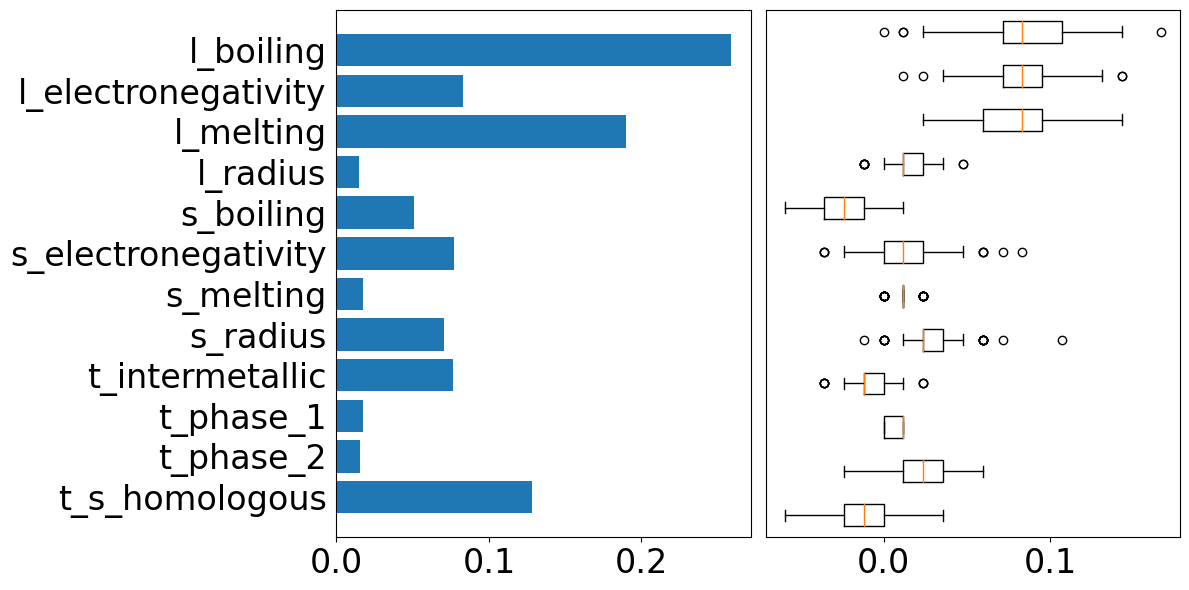 l_boiling
l_electronegativity
l_melting
l_radius
s_boiling
s_electronegativity
s_melting
s_radius
t_intermetallic
t_phase_1
t_phase_2
t_s_homologous
0.0 0.1 0.2 0.0 0.1